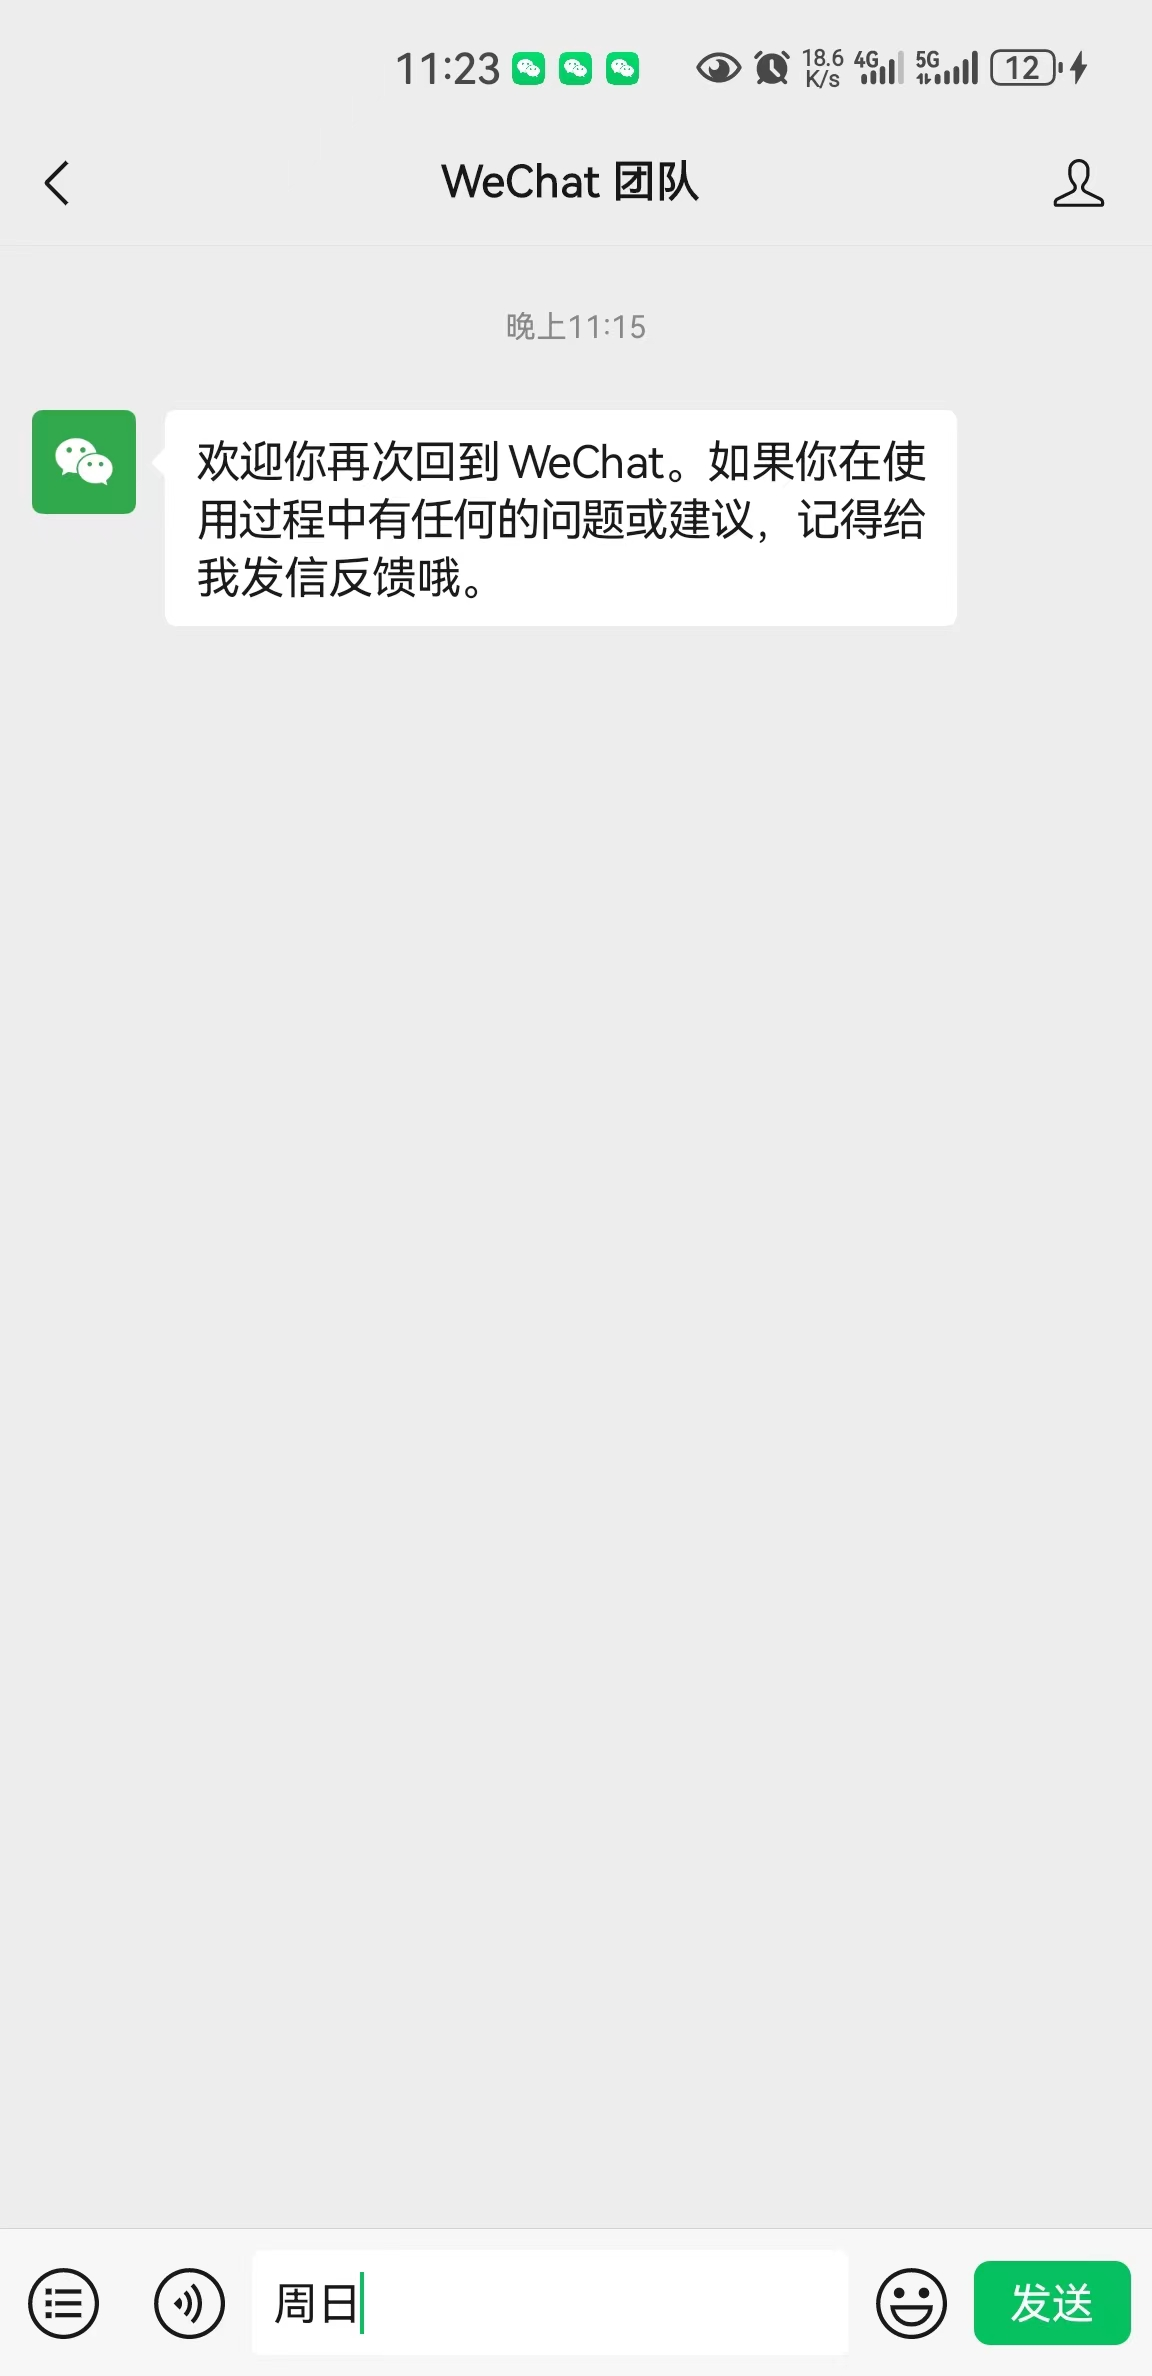 11:23 18.6 K/s 4G 5G 12
WeChat 团队
晚上11:15
欢迎你再次回到 WeChat。如果你在使
用过程中有任何的问题或建议，记得给
我发信反馈哦。
周日 发送